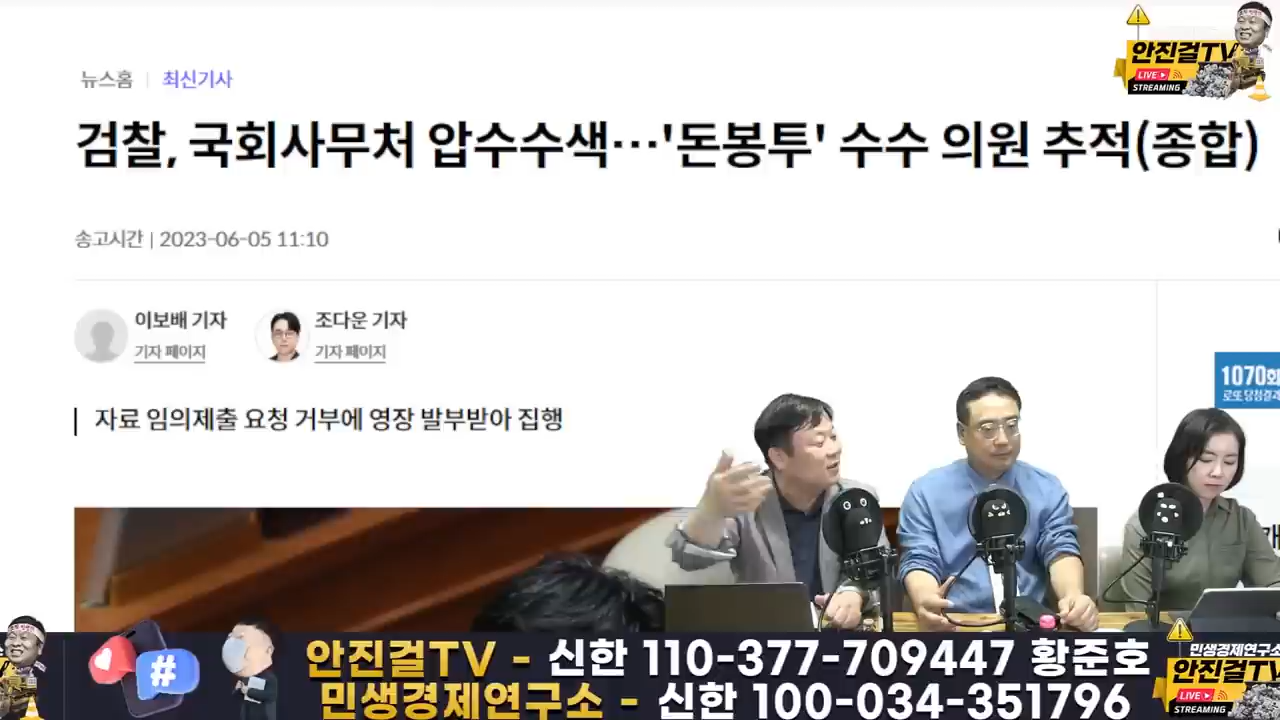 뉴스홈 | 최신기사
안진걸TV
LIVE
STREAMING
검찰, 국회사무처 압수수색…'돈봉투' 수수 의원 추적(종합)
송고시간 | 2023-06-05 11:10
이보배 기자
기자 페이지
조다운 기자
기자 페이지
1070회
로또당첨결과
자료 임의제출 요청 거부에 영장 발부받아 집행
#
안진걸TV - 신한 110-377-709447 황준호
민생경제연구소 - 신한 100-034-351796
민생경제연구소
안진걸TV
LIVE
STREAMING